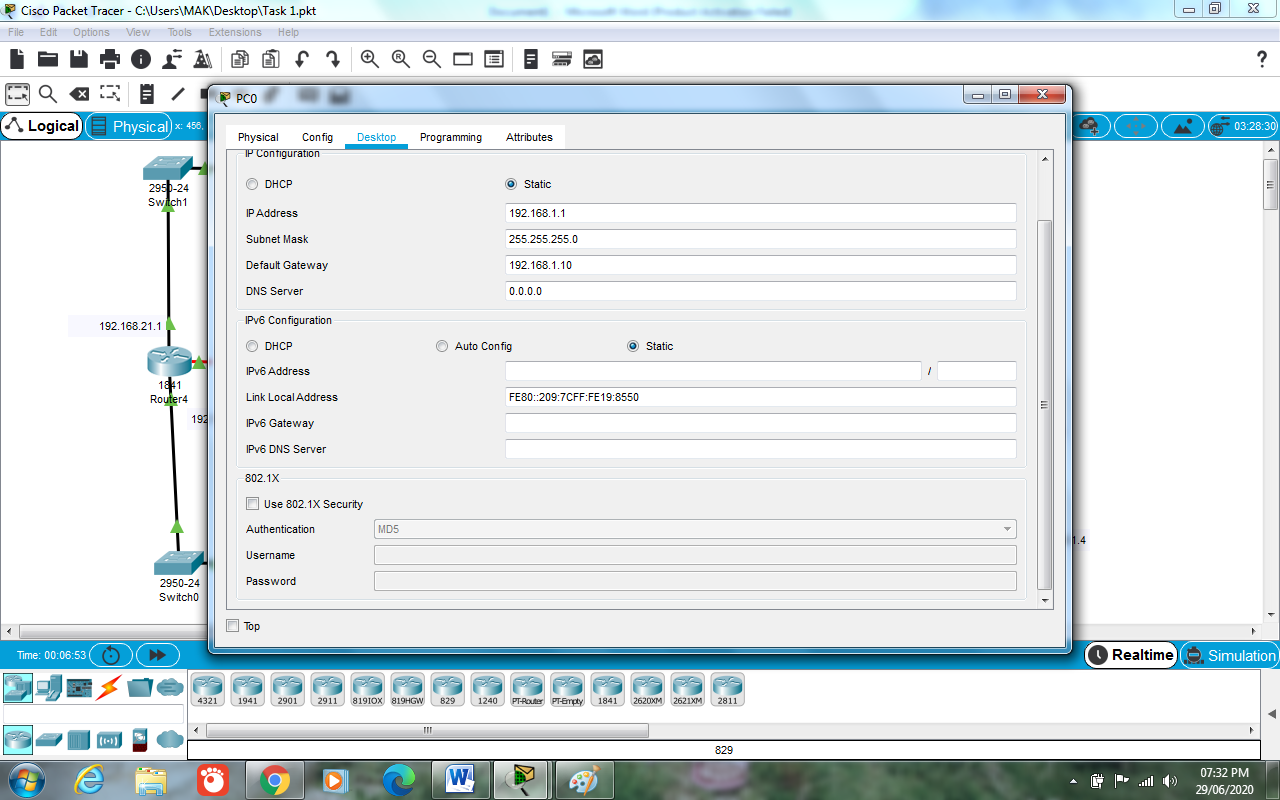 Cisco Packet Tracer - C:\Users\MAK\Desktop\Task 1.pkt
File Edit Options View Tools Extensions Help
Logical Physical x: 456, 03:28:30
PC0
Physical Config Desktop Programming Attributes
IP Configuration
DHCP Static
IP Address 192.168.1.1
Subnet Mask 255.255.255.0
Default Gateway 192.168.1.10
DNS Server 0.0.0.0
IPv6 Configuration
DHCP Auto Config Static
IPv6 Address /
Link Local Address FE80::209:7CFF:FE19:8550
IPv6 Gateway
IPv6 DNS Server
802.1X
Use 802.1X Security
Authentication MD5
Username
Password
Top
2950-24
Switch1
192.168.21.1
1841
Router4
192
2950-24
Switch0
1.4
Time: 00:06:53 Realtime Simulation
4321 1941 2901 2911 819IOX 819HGW 829 1240 PT-Router PT-Empty 1841 2620XM 2621XM 2811
829
07:32 PM
29/06/2020